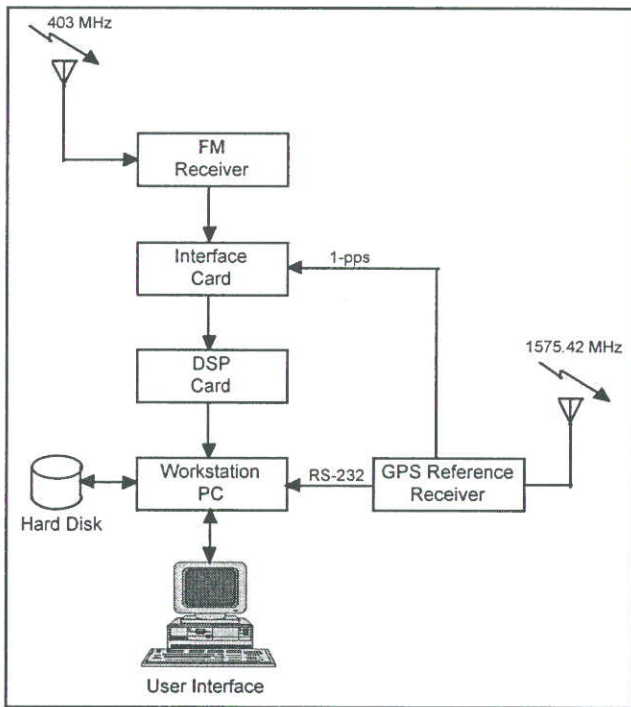 403 MHz
FM
Receiver
Interface
Card
1-pps
DSP
Card
1575.42 MHz
Workstation
PC
RS-232
GPS Reference
Receiver
Hard Disk
User Interface